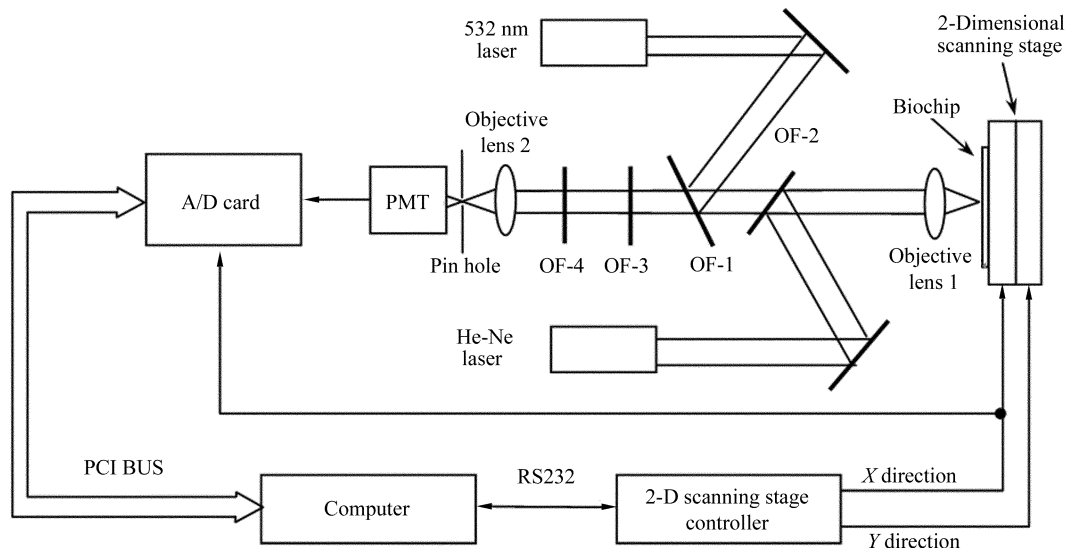 532 nm
laser
2-Dimensional
scanning stage
Biochip
Objective
lens 2
OF-2
A/D card
PMT
Pin hole
OF-4
OF-3
OF-1
Objective
lens 1
He-Ne
laser
PCI BUS
RS232
X direction
Computer
2-D scanning stage
controller
Y direction